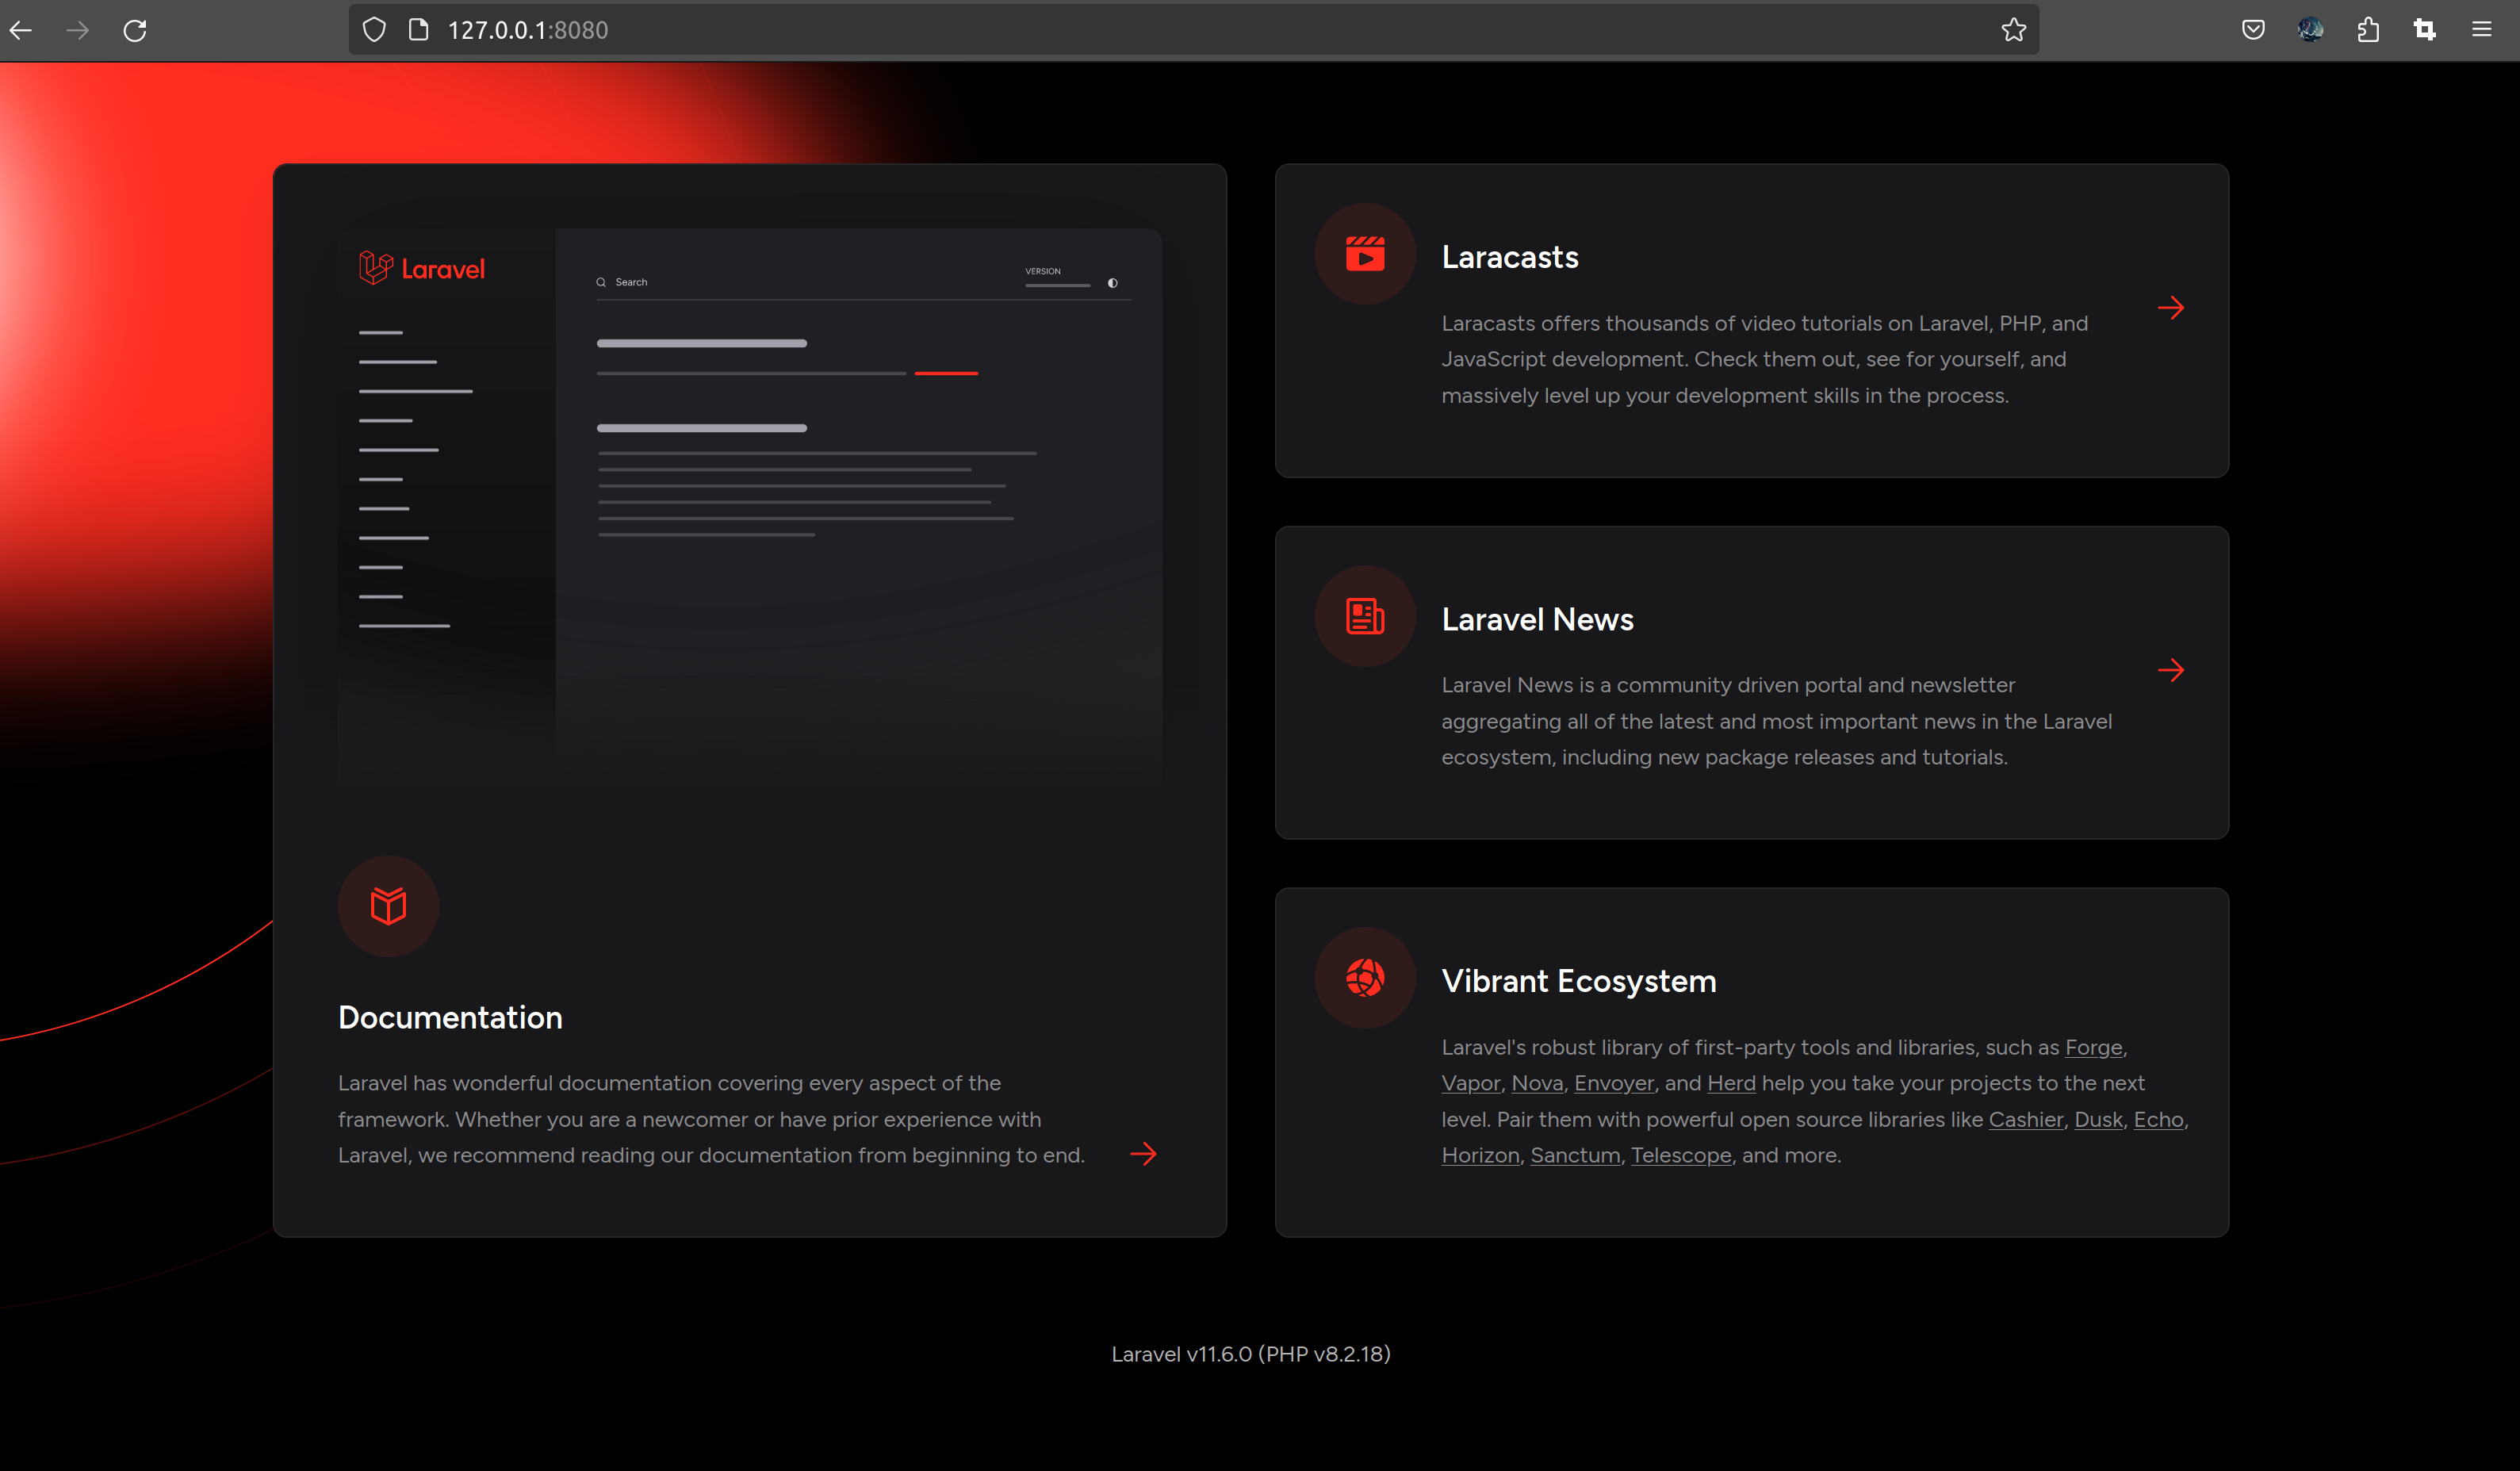 127.0.0.1:8080
Laravel
Search
VERSION
Documentation
Laravel has wonderful documentation covering every aspect of the
framework. Whether you are a newcomer or have prior experience with
Laravel, we recommend reading our documentation from beginning to end.
Laracasts
Laracasts offers thousands of video tutorials on Laravel, PHP, and
JavaScript development. Check them out, see for yourself, and
massively level up your development skills in the process.
Laravel News
Laravel News is a community driven portal and newsletter
aggregating all of the latest and most important news in the Laravel
ecosystem, including new package releases and tutorials.
Vibrant Ecosystem
Laravel's robust library of first-party tools and libraries, such as Forge,
Vapor, Nova, Envoyer, and Herd help you take your projects to the next
level. Pair them with powerful open source libraries like Cashier, Dusk, Echo,
Horizon, Sanctum, Telescope, and more.
Laravel v11.6.0 (PHP v8.2.18)